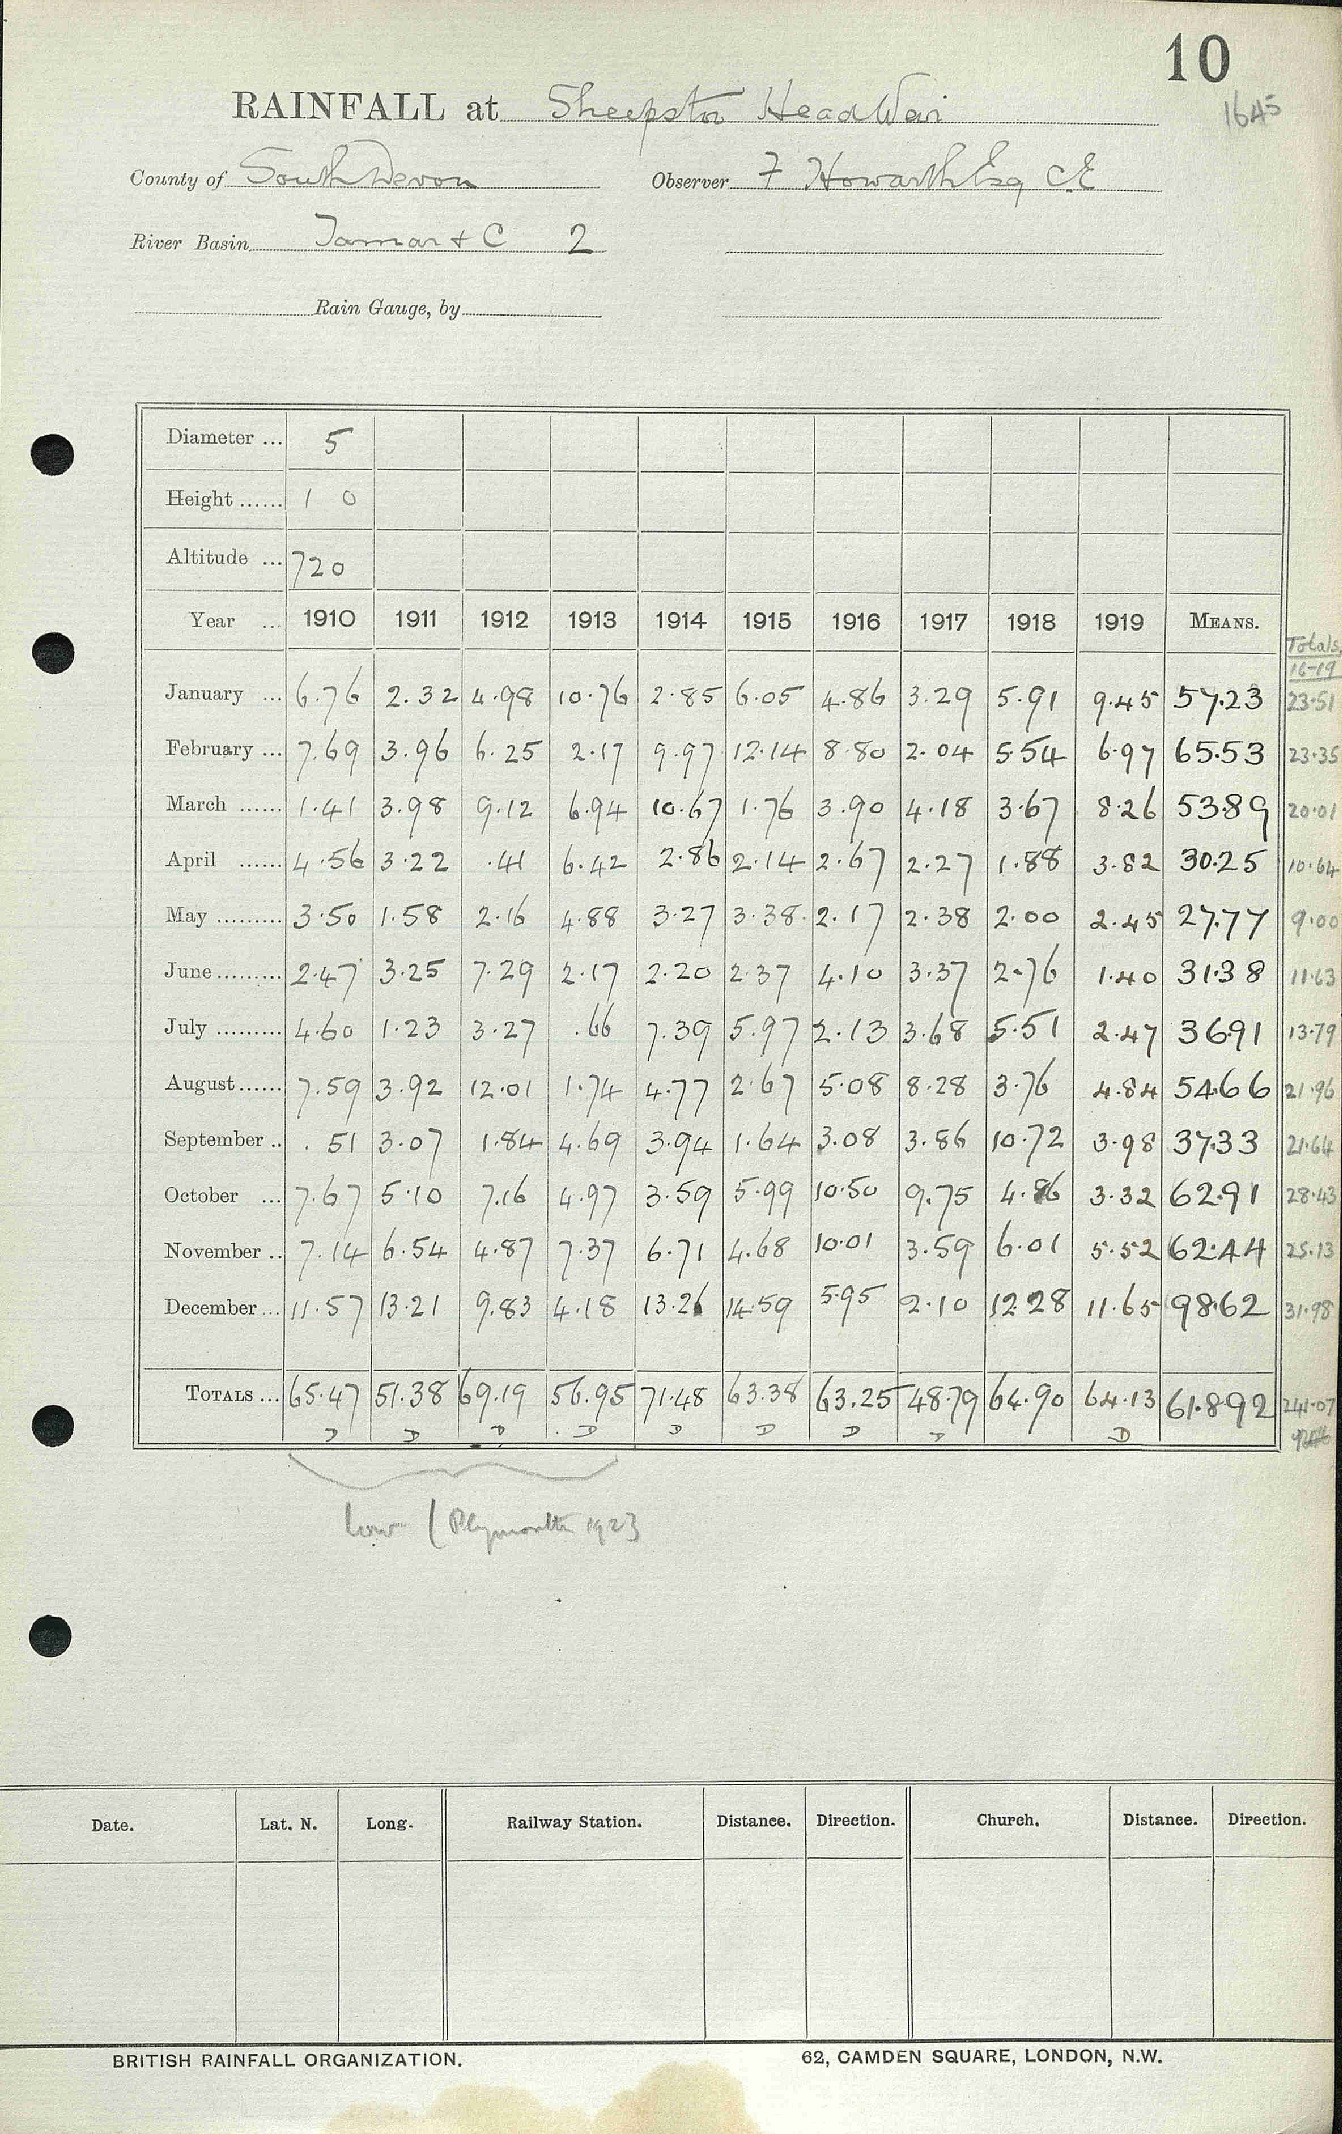 10
RAINFALL at Sheepstor Head Weir
1645
County of South Devon Observer F Howarth Esq CE
River Basin Tamar & C 2
Rain Gauge, by
Diameter ... 5
Height ...... 1 0
Altitude ... 720
Year ... 1910 1911 1912 1913 1914 1915 1916 1917 1918 1919 MEANS. Totals 16-19
January ... 6.76 2.32 4.98 10.76 2.85 6.05 4.86 3.29 5.91 9.45 57.23 23.51
February ... 7.69 3.96 6.25 2.17 9.97 12.14 8.80 2.04 5.54 6.97 65.53 23.35
March ...... 1.41 3.98 9.12 6.94 10.67 1.76 3.90 4.18 3.67 8.26 53.89 20.01
April ...... 4.56 3.22 .41 6.42 2.86 2.14 2.67 2.27 1.88 3.82 30.25 10.64
May ......... 3.50 1.58 2.16 4.88 3.27 3.38 2.17 2.38 2.00 2.45 27.77 9.00
June ......... 2.47 3.25 7.29 2.17 2.20 2.37 4.10 3.37 2.76 1.40 31.38 11.63
July ......... 4.60 1.23 3.27 .66 7.39 5.97 2.13 3.68 5.51 2.47 36.91 13.79
August ...... 7.59 3.92 12.01 1.74 4.77 2.67 5.08 8.28 3.76 4.84 54.66 21.96
September .. .51 3.07 1.84 4.69 3.94 1.64 3.08 3.86 10.72 3.98 37.33 21.64
October ... 7.67 5.10 7.16 4.97 3.59 5.99 10.50 9.75 4.86 3.32 62.91 28.43
November .. 7.14 6.54 4.87 7.37 6.71 4.68 10.01 3.59 6.01 5.52 62.44 25.13
December ... 11.57 13.21 9.83 4.18 13.26 14.59 5.95 2.10 12.28 11.65 98.62 31.98
TOTALS ... 65.47 51.38 69.19 56.95 71.48 63.38 63.25 48.79 64.90 64.13 61.892 241.07
D D D D D D D D D
low (Plymouth 1923
Date. Lat. N. Long. Railway Station. Distance. Direction. Church. Distance. Direction.
BRITISH RAINFALL ORGANIZATION. 62, CAMDEN SQUARE, LONDON, N.W.